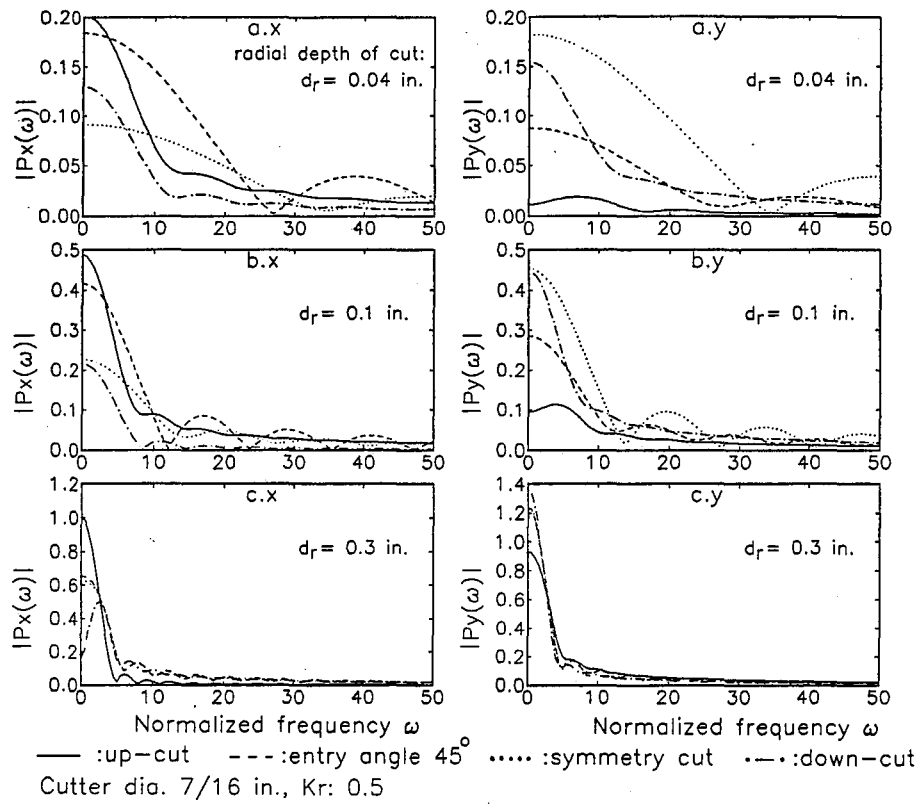 a.x
radial depth of cut:
dr= 0.04 in.
|Px(ω)|
0.20
0.15
0.10
0.05
0.00
0 10 20 30 40 50
a.y
dr= 0.04 in.
|Py(ω)|
0.20
0.15
0.10
0.05
0.00
0 10 20 30 40 50
b.x
dr= 0.1 in.
|Px(ω)|
0.5
0.4
0.3
0.2
0.1
0.0
0 10 20 30 40 50
b.y
dr= 0.1 in.
|Py(ω)|
0.5
0.4
0.3
0.2
0.1
0.0
0 10 20 30 40 50
c.x
dr= 0.3 in.
|Px(ω)|
1.2
1.0
0.8
0.6
0.4
0.2
0.0
0 10 20 30 40 50
Normalized frequency ω
c.y
dr= 0.3 in.
|Py(ω)|
1.4
1.2
1.0
0.8
0.6
0.4
0.2
0.0
0 10 20 30 40 50
Normalized frequency ω
:up-cut :entry angle 45° :symmetry cut :down-cut
Cutter dia. 7/16 in., Kr: 0.5